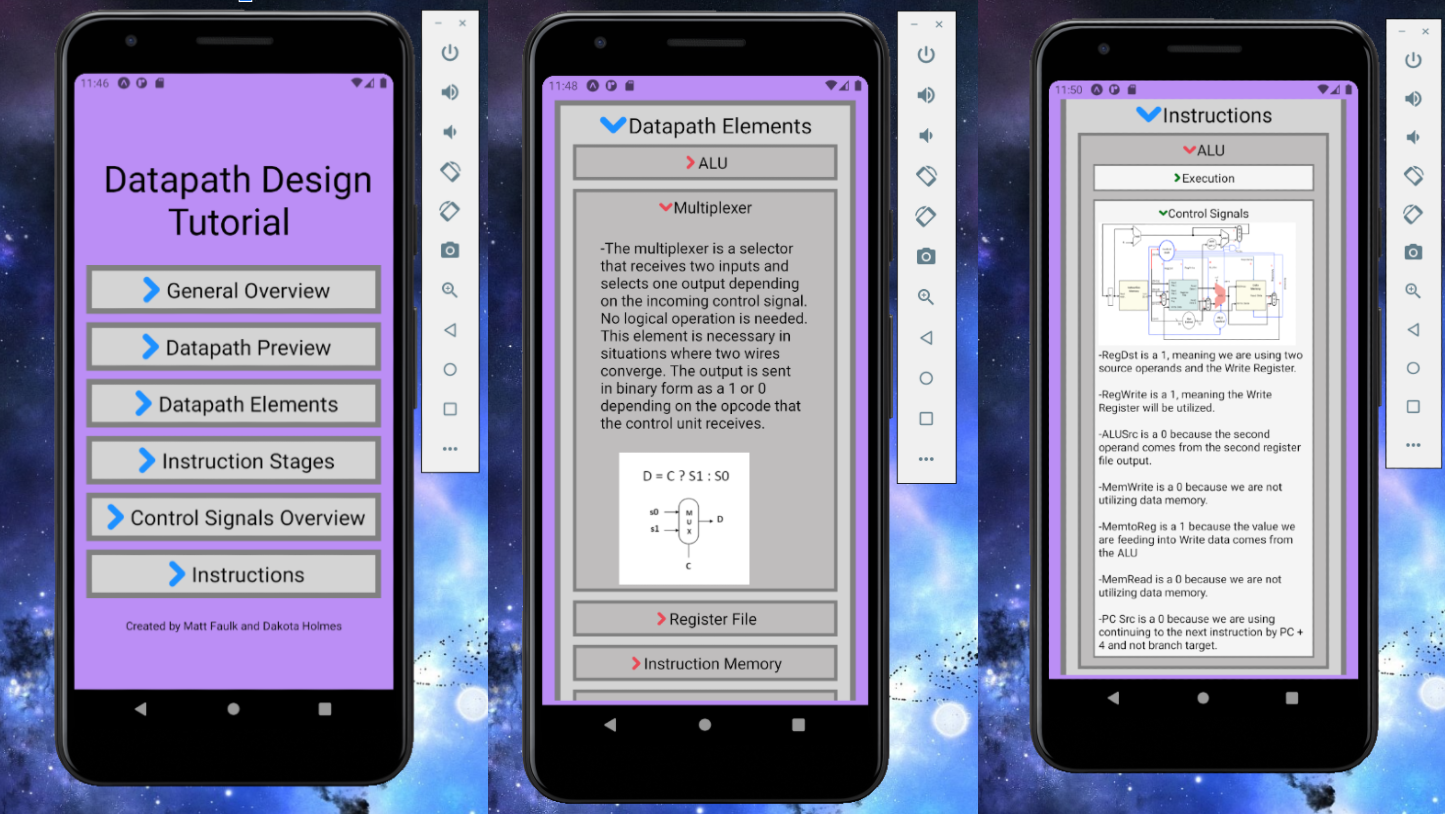 11:46
Datapath Design
Tutorial
General Overview
Datapath Preview
Datapath Elements
Instruction Stages
Control Signals Overview
Instructions
Created by Matt Faulk and Dakota Holmes
11:48
Datapath Elements
ALU
Multiplexer
-The multiplexer is a selector
that receives two inputs and
selects one output depending
on the incoming control signal.
No logical operation is needed.
This element is necessary in
situations where two wires
converge. The output is sent
in binary form as a 1 or 0
depending on the opcode that
the control unit receives.
D = C ? S1 : S0
s0
s1
M
U
X
D
C
Register File
Instruction Memory
11:50
Instructions
ALU
Execution
Control Signals
-RegDst is a 1, meaning we are using two
source operands and the Write Register.
-RegWrite is a 1, meaning the Write
Register will be utilized.
-ALUSrc is a 0 because the second
operand comes from the second register
file output.
-MemWrite is a 0 because we are not
utilizing data memory.
-MemtoReg is a 1 because the value we
are feeding into Write data comes from
the ALU
-MemRead is a 0 because we are not
utilizing data memory.
-PC Src is a 0 because we are using
continuing to the next instruction by PC +
4 and not branch target.